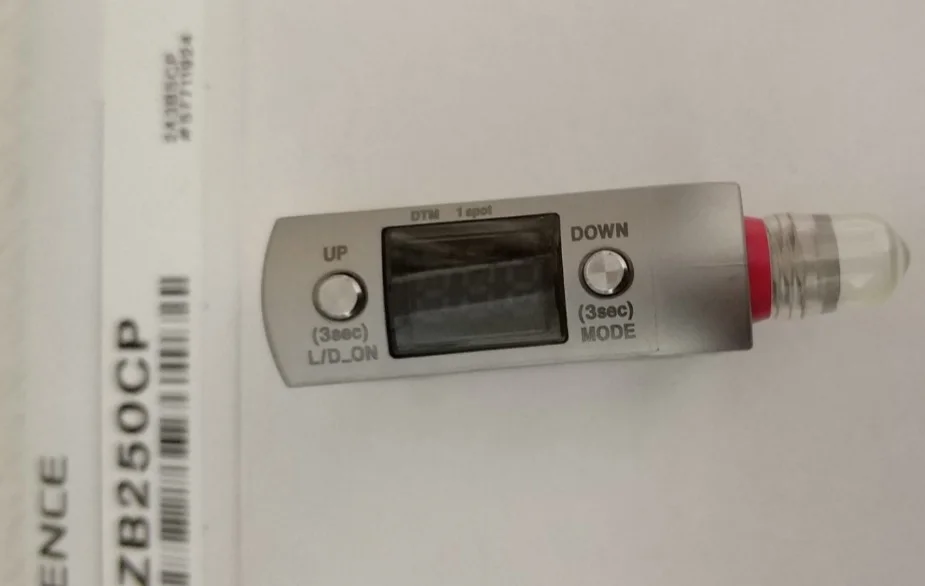 DTM 1 spot
UP
DOWN
(3sec)
L/D_ON
(3sec)
MODE
ENCE
ZB250CP